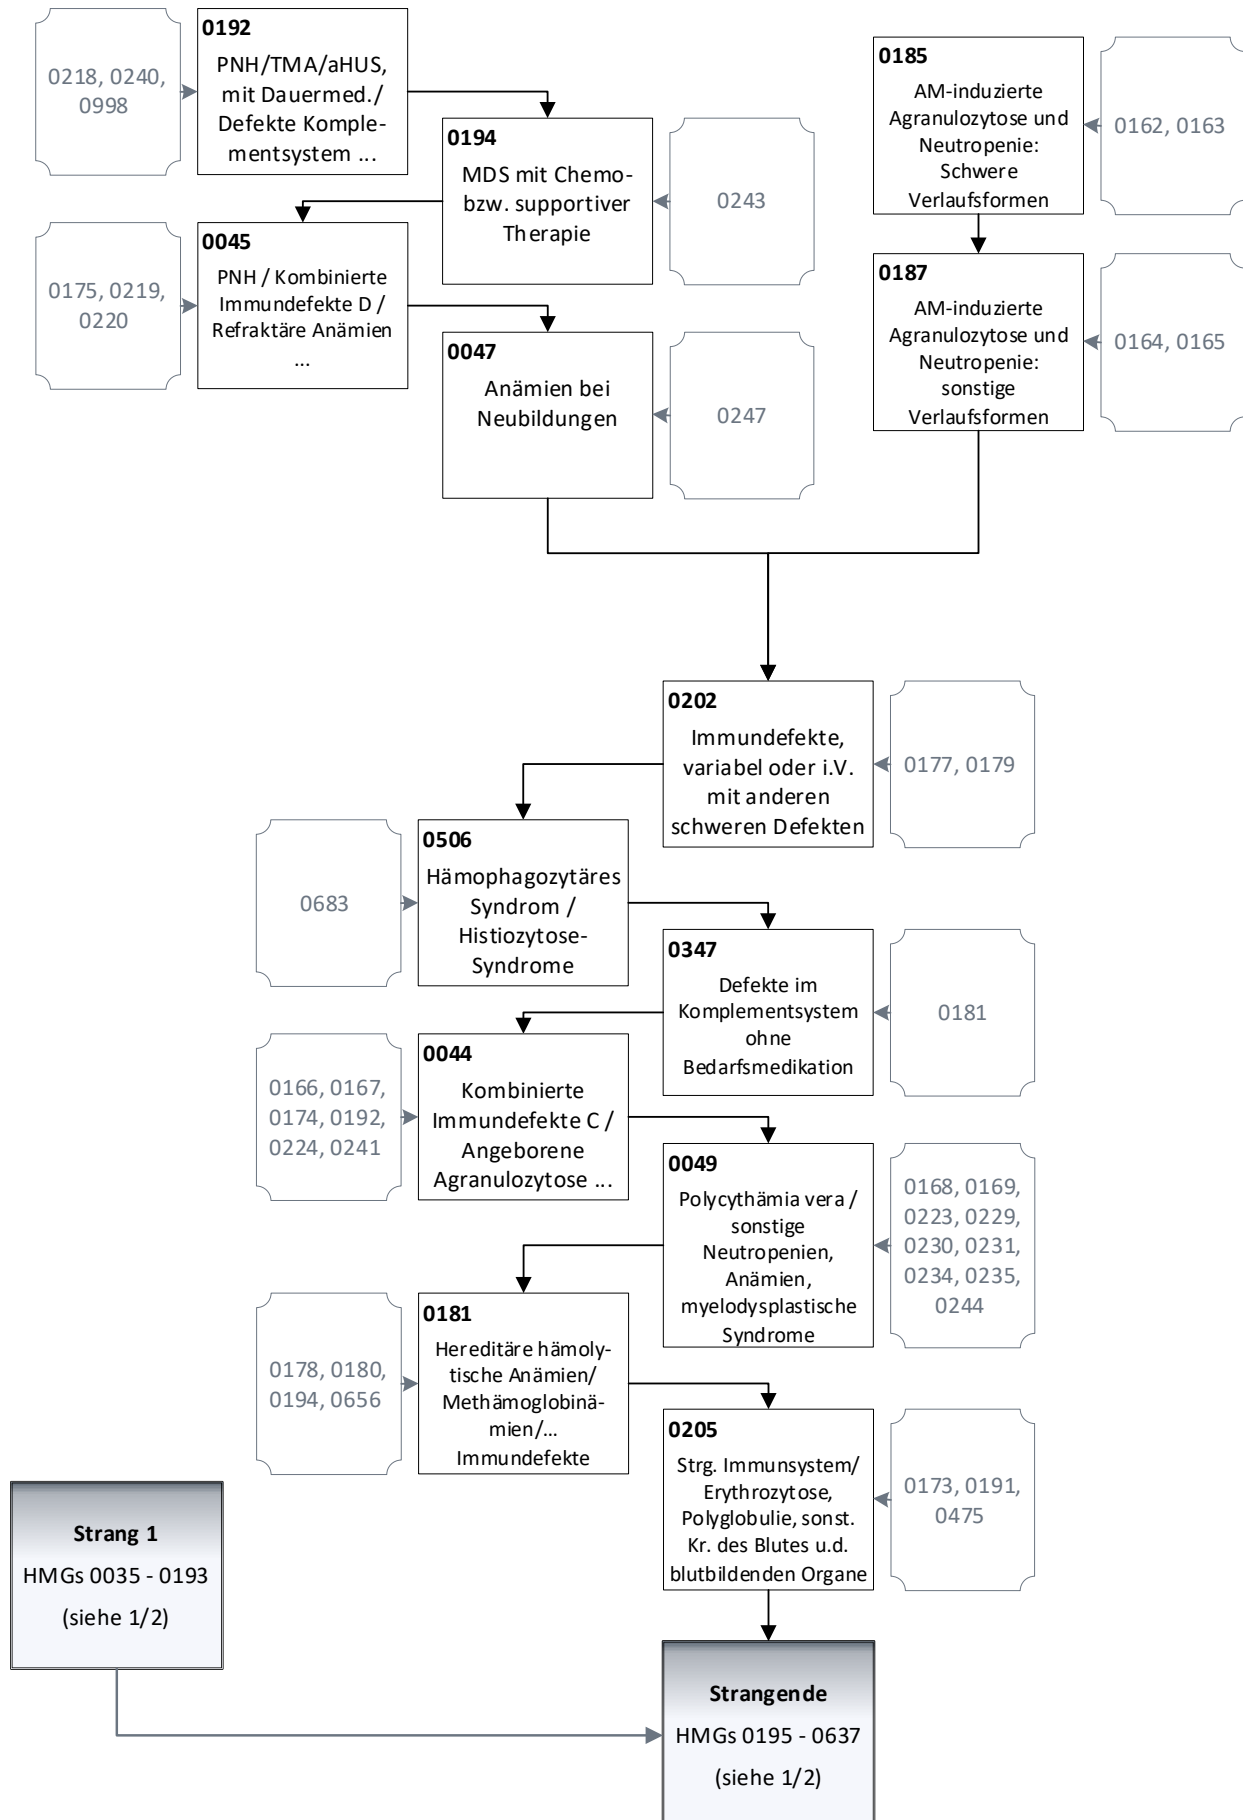 0192
PNH/TMA/aHUS,
mit Dauermed./
Defekte Komple-
mentsystem ...
0218, 0240,
0998
0185
AM-induzierte
Agranulozytose und
Neutropenie:
Schwere
Verlaufsformen
0162, 0163
0194
MDS mit Chemo-
bzw. supportiver
Therapie
0243
0045
PNH / Kombinierte
Immundefekte D /
Refraktäre Anämien
...
0175, 0219,
0220
0187
AM-induzierte
Agranulozytose und
Neutropenie:
sonstige
Verlaufsformen
0164, 0165
0047
Anämien bei
Neubildungen
0247
0202
Immundefekte,
variabel oder i.V.
mit anderen
schweren Defekten
0177, 0179
0506
Hämophagozytäres
Syndrom /
Histiozytose-
Syndrome
0683
0347
Defekte im
Komplementsystem
ohne
Bedarfsmedikation
0181
0044
Kombinierte
Immundefekte C /
Angeborene
Agranulozytose ...
0166, 0167,
0174, 0192,
0224, 0241
0049
Polycythämia vera /
sonstige
Neutropenien,
Anämien,
myelodysplastische
Syndrome
0168, 0169,
0223, 0229,
0230, 0231,
0234, 0235,
0244
0181
Hereditäre hämoly-
tische Anämien/
Methämoglobinä-
mien/...
Immundefekte
0178, 0180,
0194, 0656
0205
Strg. Immunsystem/
Erythrozytose,
Polyglobulie, sonst.
Kr. des Blutes u.d.
blutbildenden Organe
0173, 0191,
0475
Strang 1
HMGs 0035 - 0193
(siehe 1/2)
Strangende
HMGs 0195 - 0637
(siehe 1/2)